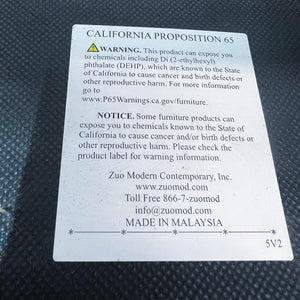 CALIFORNIA PROPOSITION 65
WARNING. This product can expose you
to chemicals including Di (2-ethylhexyl)
phthalate (DEHP), which are known to the State
of California to cause cancer and birth defects or
other reproductive harm. For more information
go to
www.P65Warnings.ca.gov/furniture.
NOTICE. Some furniture products can
expose you to chemicals known to the State of
California to cause cancer and/or birth defects or
other reproductive harm. Please check the
product label for warning information.
Zuo Modern Contemporary, Inc.
www.zuomod.com
Toll Free 866-7-zuomod
info@zuomod.com
MADE IN MALAYSIA
5V2